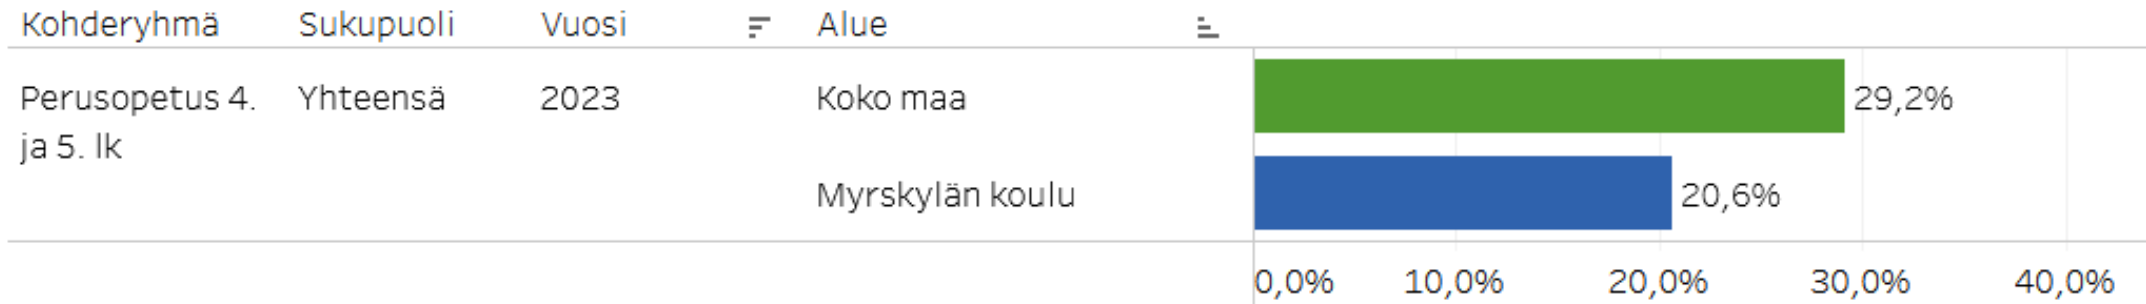 Kohderyhmä Sukupuoli Vuosi Alue
Perusopetus 4. Yhteensä 2023 Koko maa 29,2%
ja 5. lk
Myrskylän koulu 20,6%
0,0% 10,0% 20,0% 30,0% 40,0%